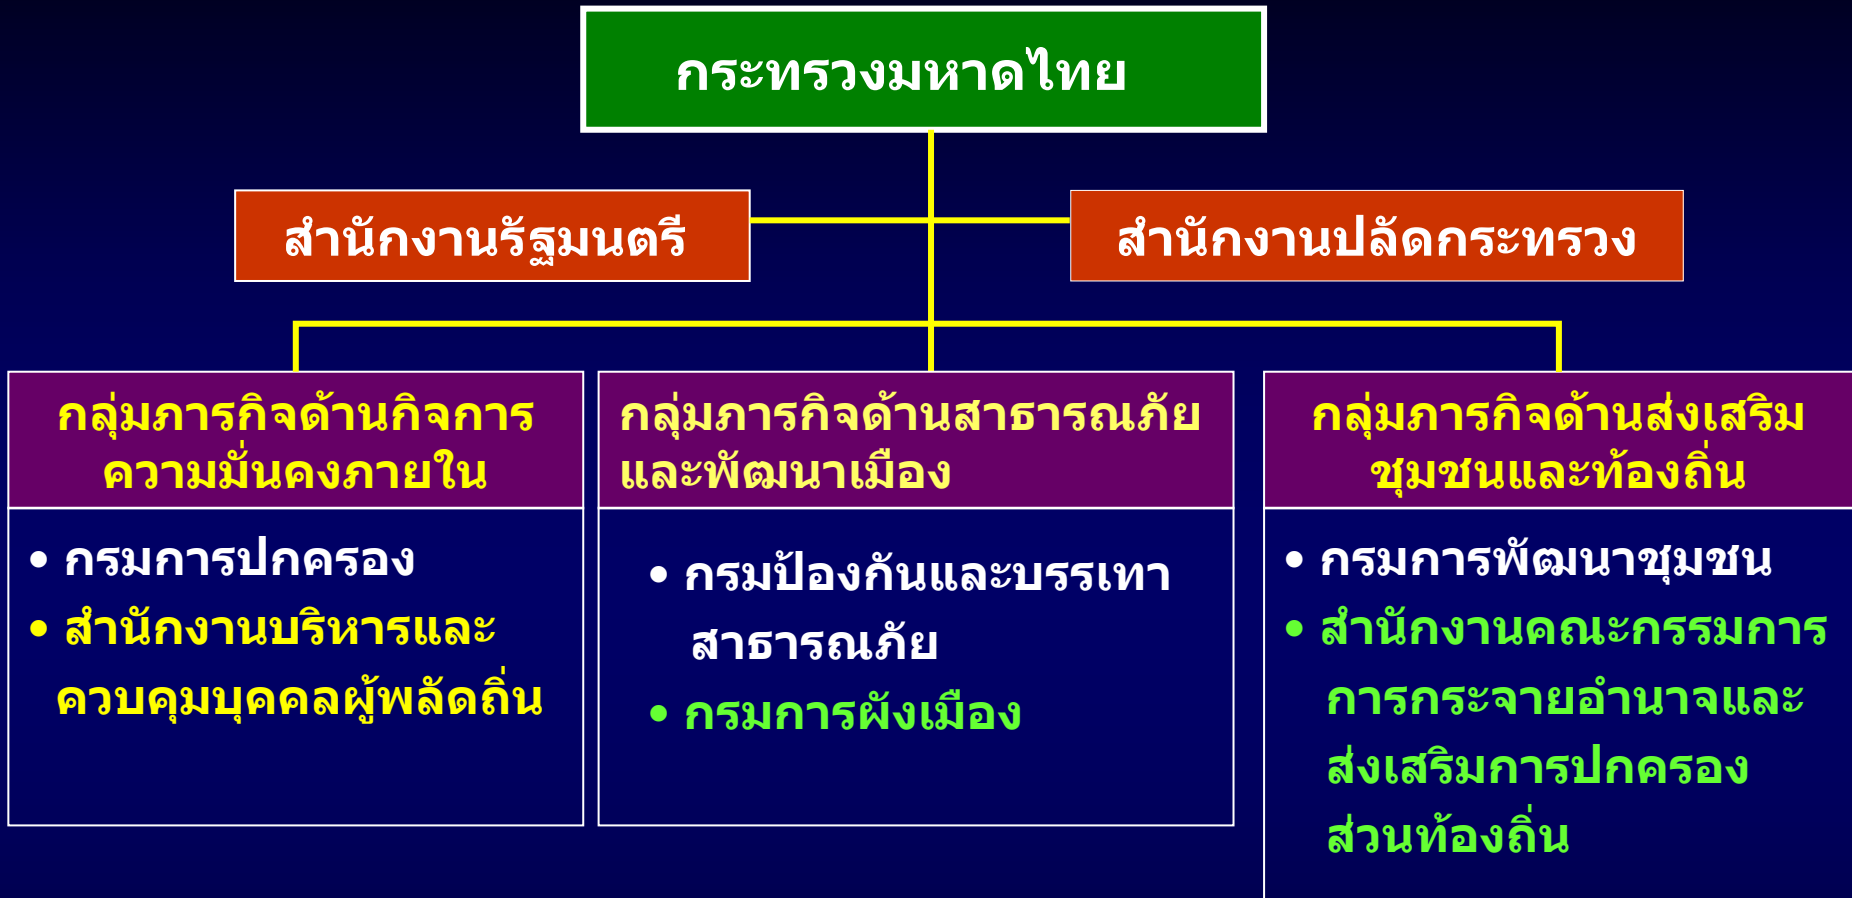 กระทรวงมหาดไทย
สำนักงานรัฐมนตรี
สำนักงานปลัดกระทรวง
กลุ่มภารกิจด้านกิจการ
ความมั่นคงภายใน
• กรมการปกครอง
• สำนักงานบริหารและ
ควบคุมบุคคลผู้พลัดถิ่น
กลุ่มภารกิจด้านสาธารณภัย
และพัฒนาเมือง
• กรมป้องกันและบรรเทา
สาธารณภัย
• กรมการผังเมือง
กลุ่มภารกิจด้านส่งเสริม
ชุมชนและท้องถิ่น
• กรมการพัฒนาชุมชน
• สำนักงานคณะกรรมการ
การกระจายอำนาจและ
ส่งเสริมการปกครอง
ส่วนท้องถิ่น